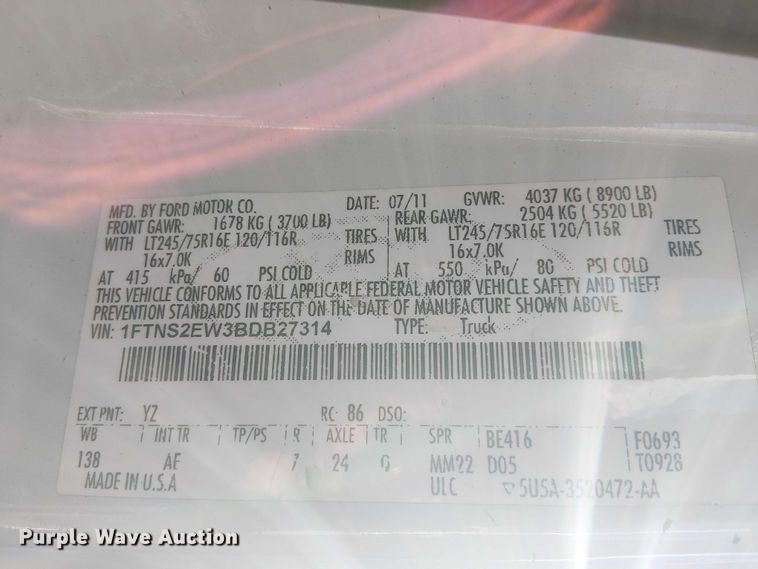 MFD. BY FORD MOTOR CO. DATE: 07/11 GVWR: 4037 KG ( 8900 LB)
FRONT GAWR: 1678 KG ( 3700 LB) REAR GAWR: 2504 KG ( 5520 LB)
WITH LT245/75R16E 120/116R TIRES WITH LT245/75R16E 120/116R TIRES
16x7.0K RIMS 16x7.0K RIMS
AT 415 kPa/ 60 PSI COLD AT 550 kPa/ 80 PSI COLD
THIS VEHICLE CONFORMS TO ALL APPLICABLE FEDERAL MOTOR VEHICLE SAFETY AND THEFT
PREVENTION STANDARDS IN EFFECT ON THE DATE OF MANUFACTURE SHOWN ABOVE.
VIN: 1FTNS2EW3BDB27314 TYPE: Truck
EXT PNT: YZ RC: 86 DSO:
WB INT TR TP/PS R AXLE TR SPR BE416 F0693
138 AE 7 24 Q MM22 D05 T0928
MADE IN U.S.A ULC 5U5A-3520472-AA
Purple Wave Auction